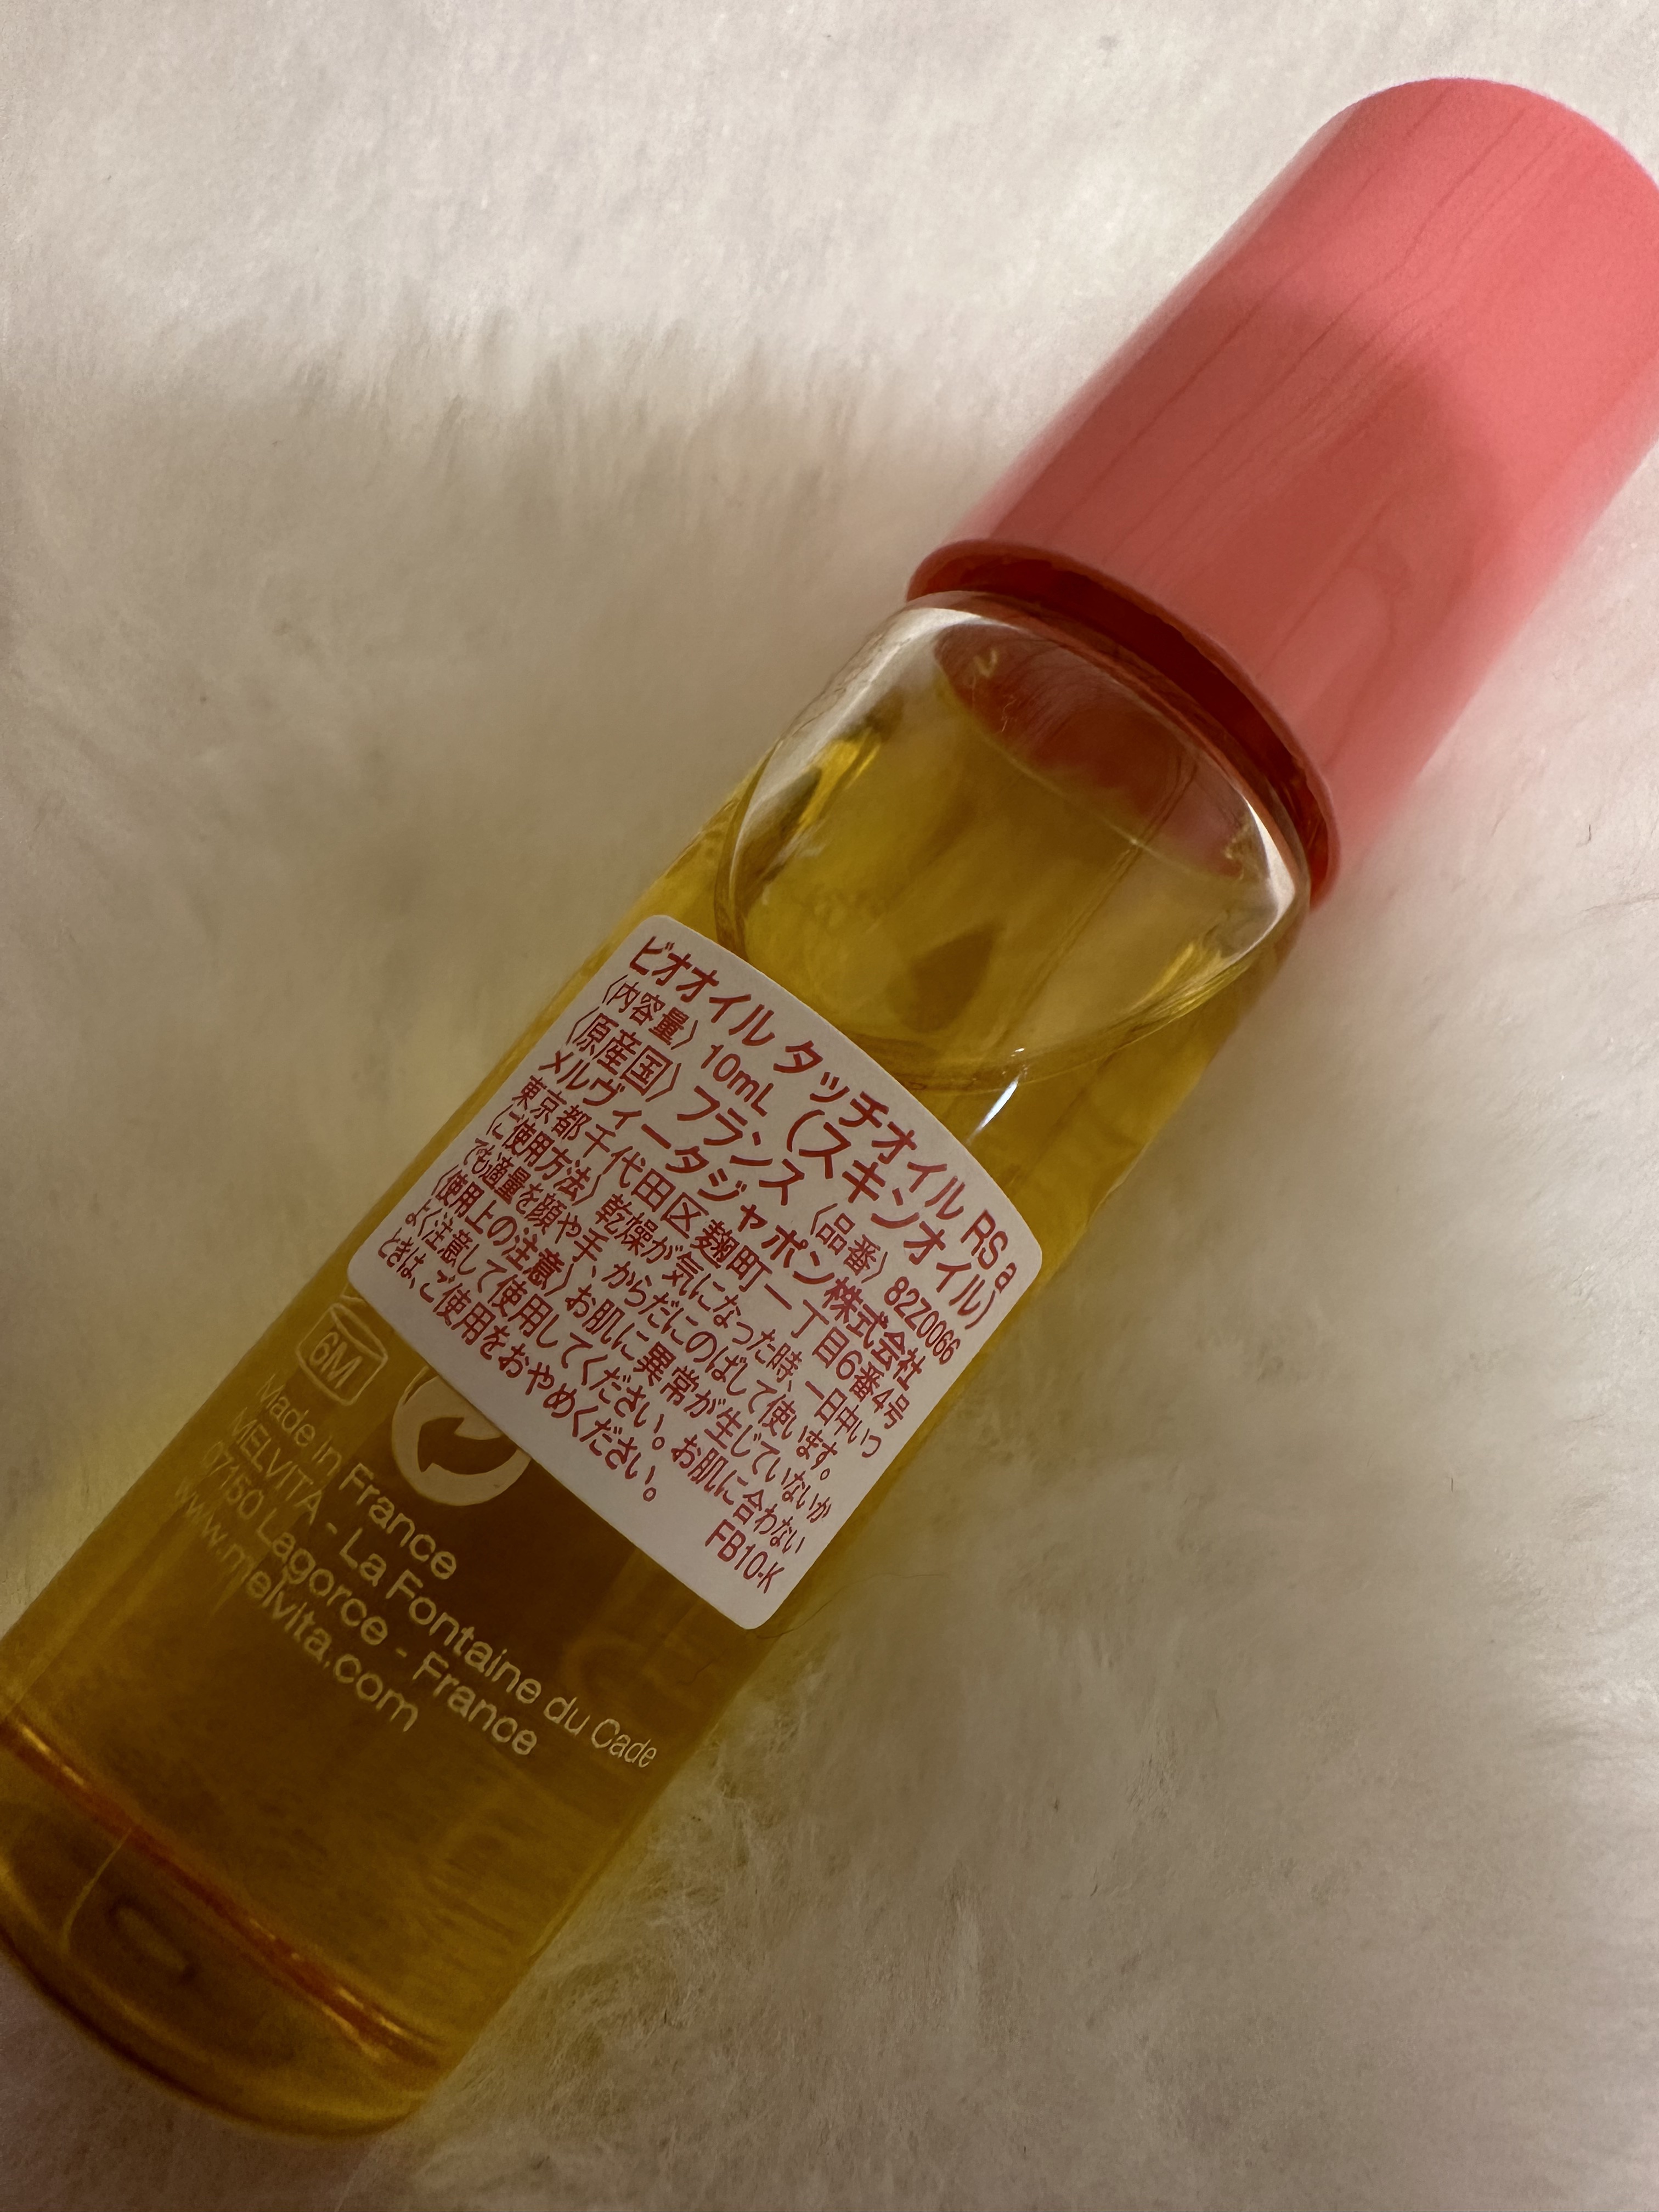 ビオオイル タッチオイル RS a
〈内容量〉 10mL (スキンオイル)
〈原産国〉 フランス 〈品番〉 82Z0066
メルヴィータジャポン株式会社
東京都千代田区麴町一丁目6番4号
〈ご使用方法〉 乾燥が気になった時、一日中いつ
でも適量を顔や手、からだにのばして使います。
〈使用上の注意〉 お肌に異常が生じていないか
よく注意して使用してください。お肌に合わない
ときは、ご使用をおやめください。
FB10-K
6M
Made in France
MELVITA - La Fontaine du Cade
07150 Lagorce - France
www.melvita.com